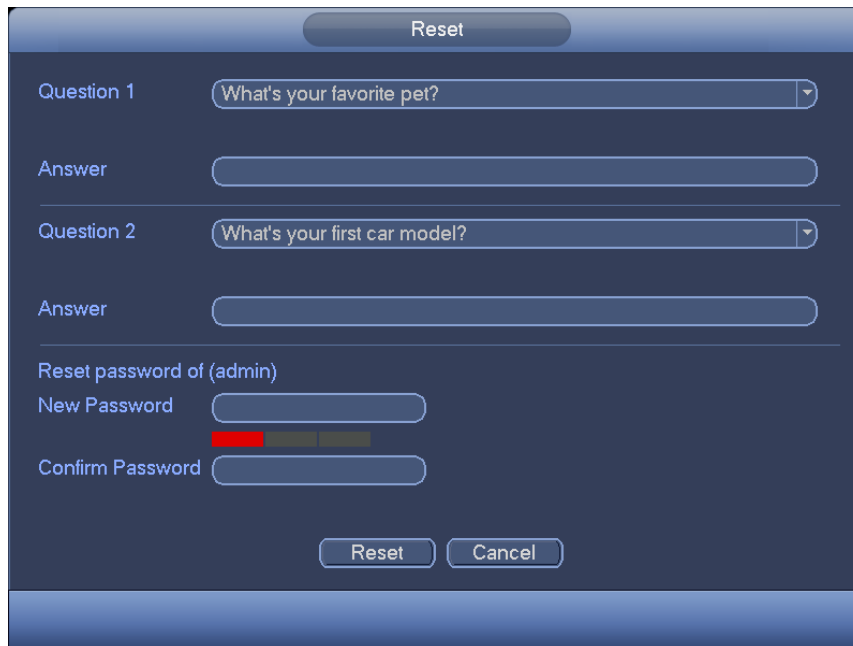 Reset
Question 1 What's your favorite pet?
Answer
Question 2 What's your first car model?
Answer
Reset password of (admin)
New Password
Confirm Password
Reset Cancel